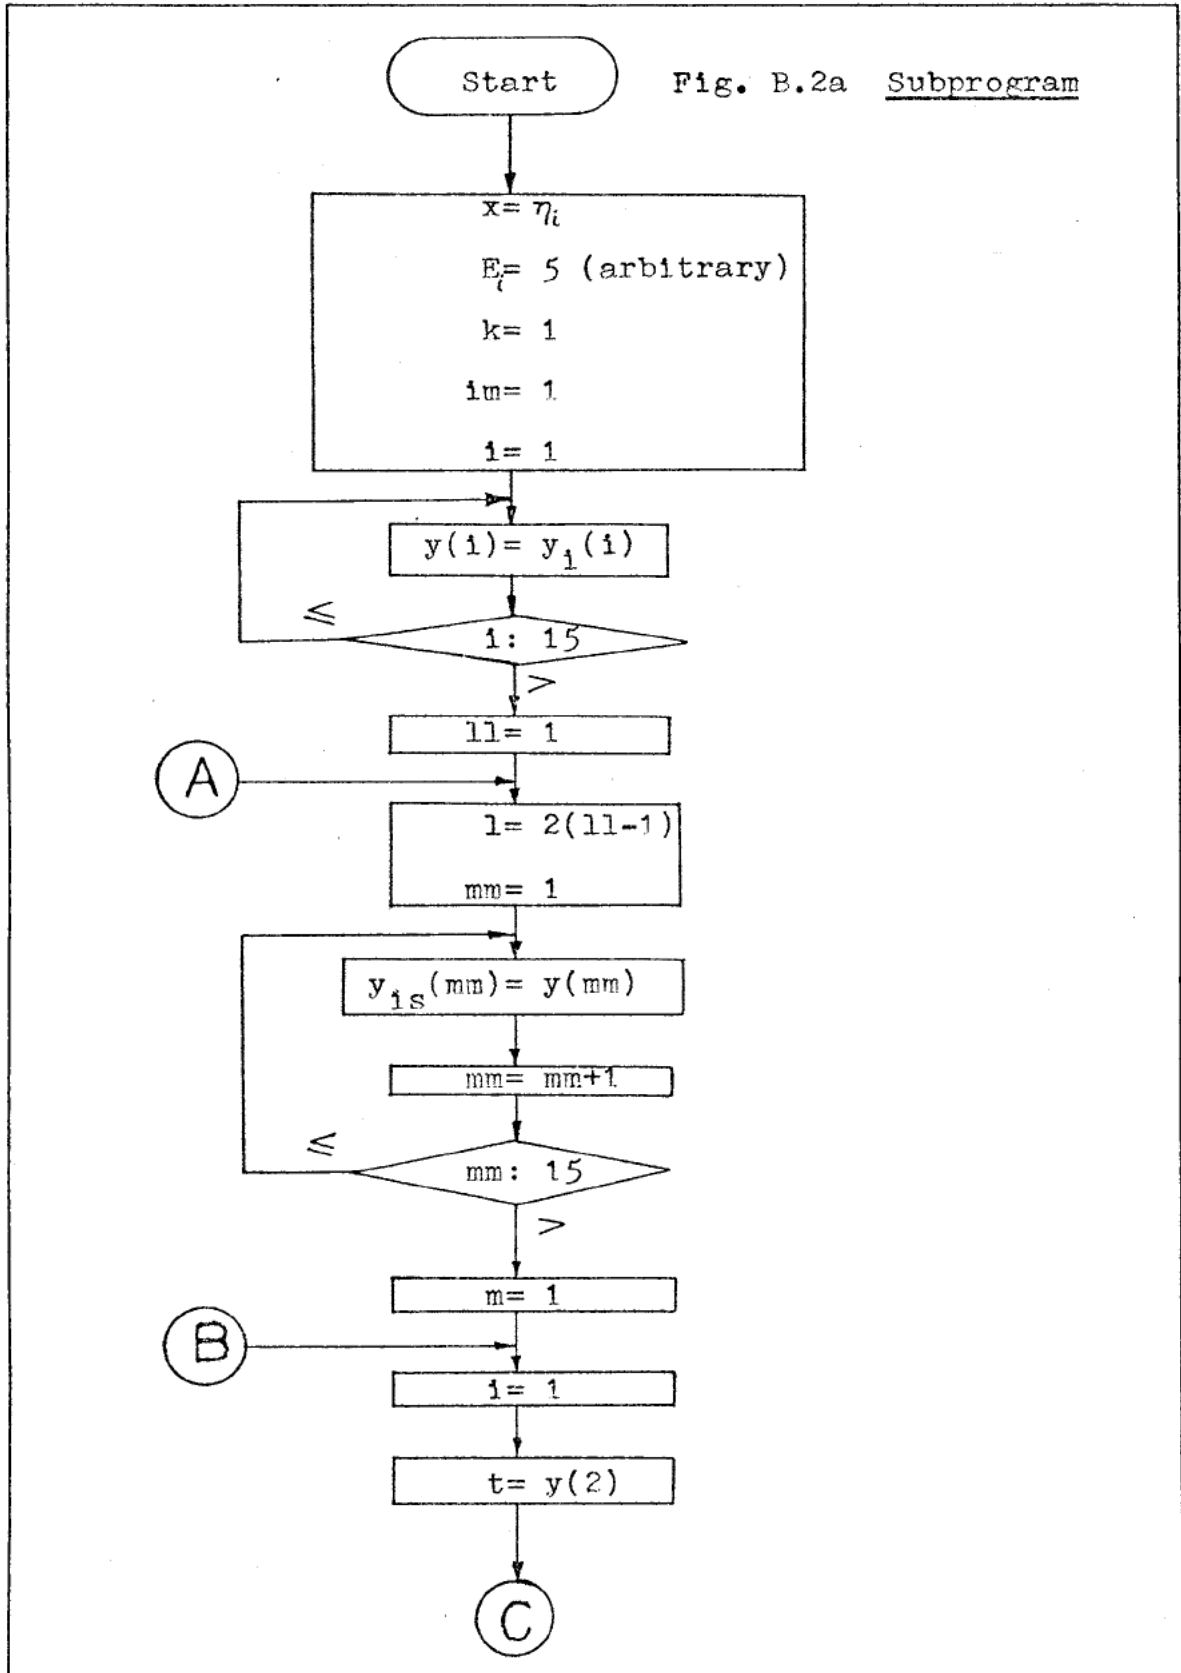 Start
Fig. B.2a Subprogram
x= ηi
Ei= 5 (arbitrary)
k= 1
im= 1
i= 1
y(i)= yi(i)
≤
i: 15
>
ll= 1
A
l= 2(ll-1)
mm= 1
yis(mm)= y(mm)
mm= mm+1
≤
mm: 15
>
m= 1
B
i= 1
t= y(2)
C